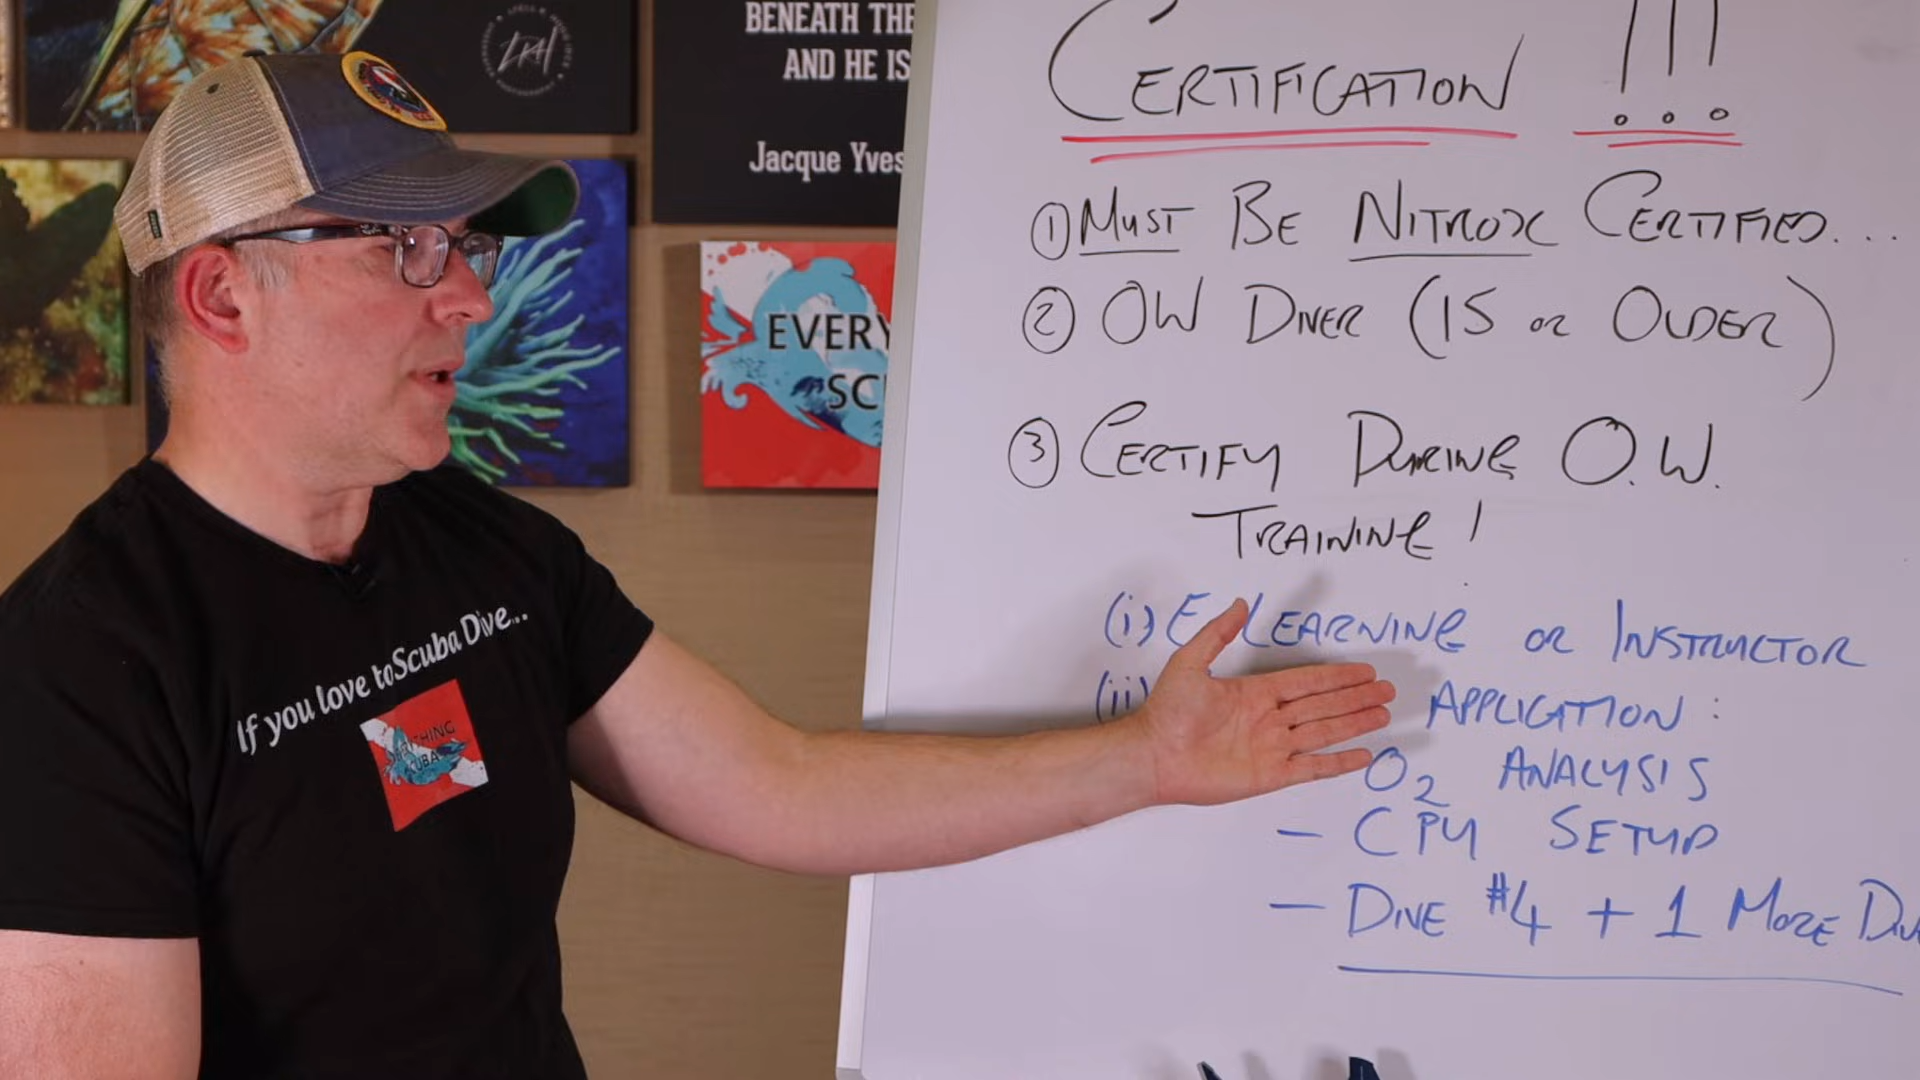 BENEATH THE
AND HE IS
Jacque Yves
EVERY
SC
If you love to Scuba Dive...
CERTIFICATION !!!
① MUST BE NITROX CERTIFIED...
② OW DIVER (15 OR OLDER)
③ CERTIFY DURING O.W.
TRAINING!
(i) E LEARNING OR INSTRUCTOR
(ii) APPLICATION:
O2 ANALYSIS
- CPU SETUP
- DIVE #4 + 1 MORE